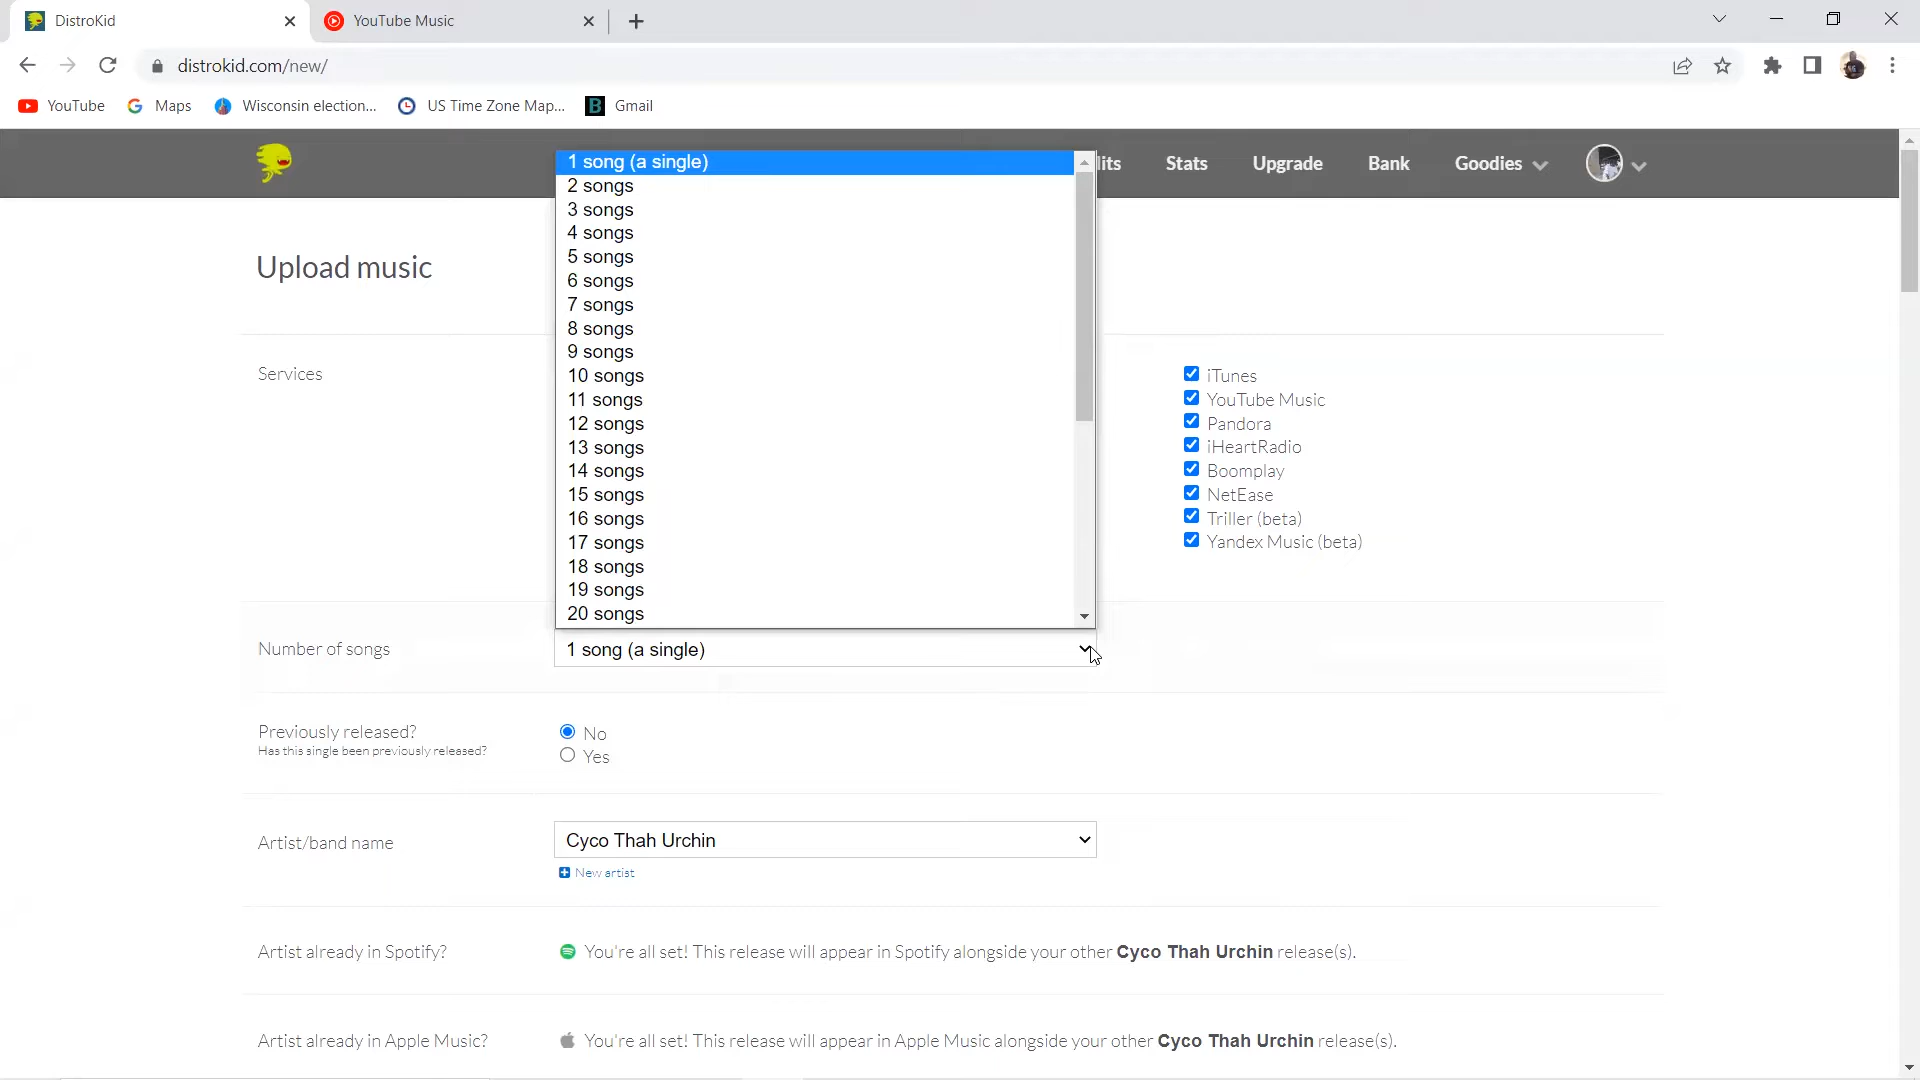 DistroKid
YouTube Music
distrokid.com/new/
YouTube
Maps
Wisconsin election...
US Time Zone Map...
Gmail
Stats
Upgrade
Bank
Goodies
Upload music
1 song (a single)
2 songs
3 songs
4 songs
5 songs
6 songs
7 songs
8 songs
9 songs
10 songs
11 songs
12 songs
13 songs
14 songs
15 songs
16 songs
17 songs
18 songs
19 songs
20 songs
Services
iTunes
YouTube Music
Pandora
iHeartRadio
Boomplay
NetEase
Triller (beta)
Yandex Music (beta)
Number of songs
1 song (a single)
Previously released?
Has this single been previously released?
No
Yes
Artist/band name
Cyco Thah Urchin
New artist
Artist already in Spotify?
You're all set! This release will appear in Spotify alongside your other Cyco Thah Urchin release(s).
Artist already in Apple Music?
You're all set! This release will appear in Apple Music alongside your other Cyco Thah Urchin release(s).